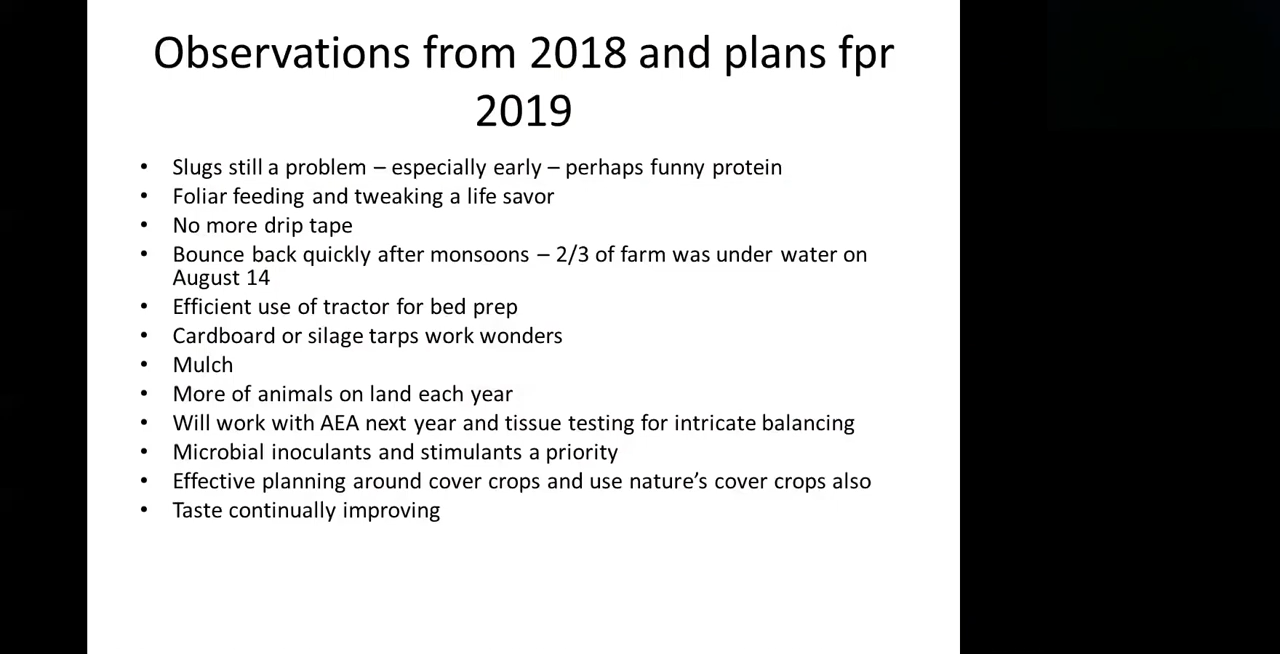 Observations from 2018 and plans fpr
2019
• Slugs still a problem – especially early – perhaps funny protein
• Foliar feeding and tweaking a life savor
• No more drip tape
• Bounce back quickly after monsoons – 2/3 of farm was under water on
August 14
• Efficient use of tractor for bed prep
• Cardboard or silage tarps work wonders
• Mulch
• More of animals on land each year
• Will work with AEA next year and tissue testing for intricate balancing
• Microbial inoculants and stimulants a priority
• Effective planning around cover crops and use nature’s cover crops also
• Taste continually improving